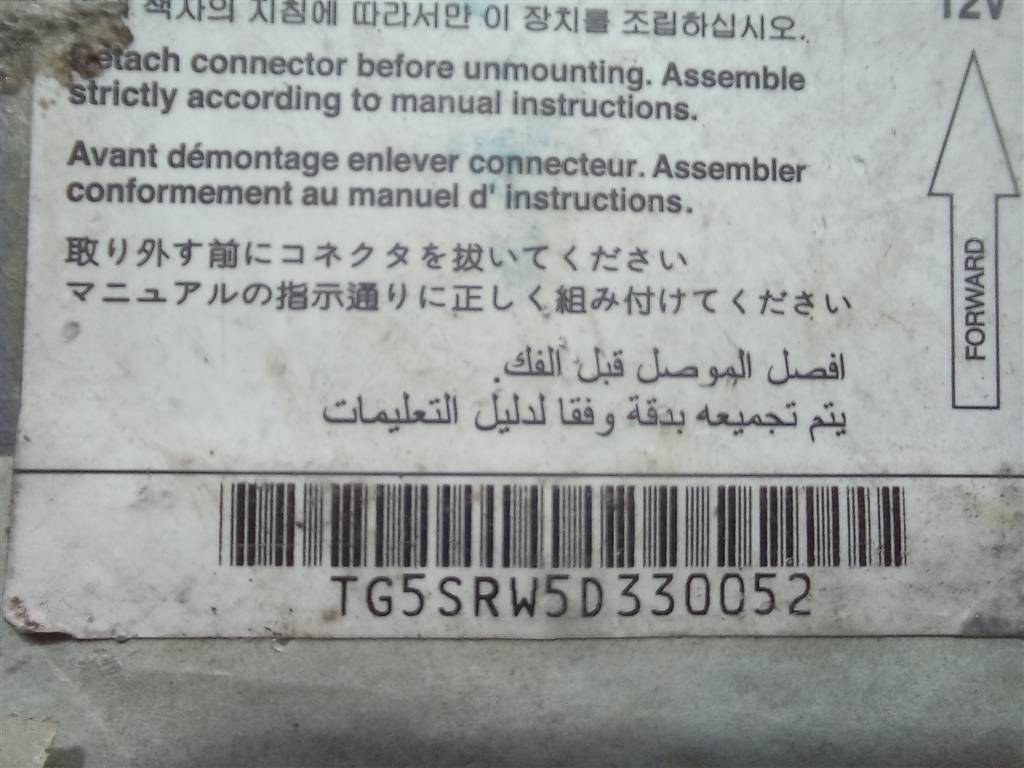 책자의 지침에 따라서만 이 장치를 조립하십시오.
12V
Detach connector before unmounting. Assemble
strictly according to manual instructions.
Avant démontage enlever connecteur. Assembler
conformement au manuel d' instructions.
取り外す前にコネクタを抜いてください
マニュアルの指示通りに正しく組み付けてください
افصل الموصل قبل الفك.
يتم تجميعه بدقة وفقا لدليل التعليمات
FORWARD
TG5SRW5D330052